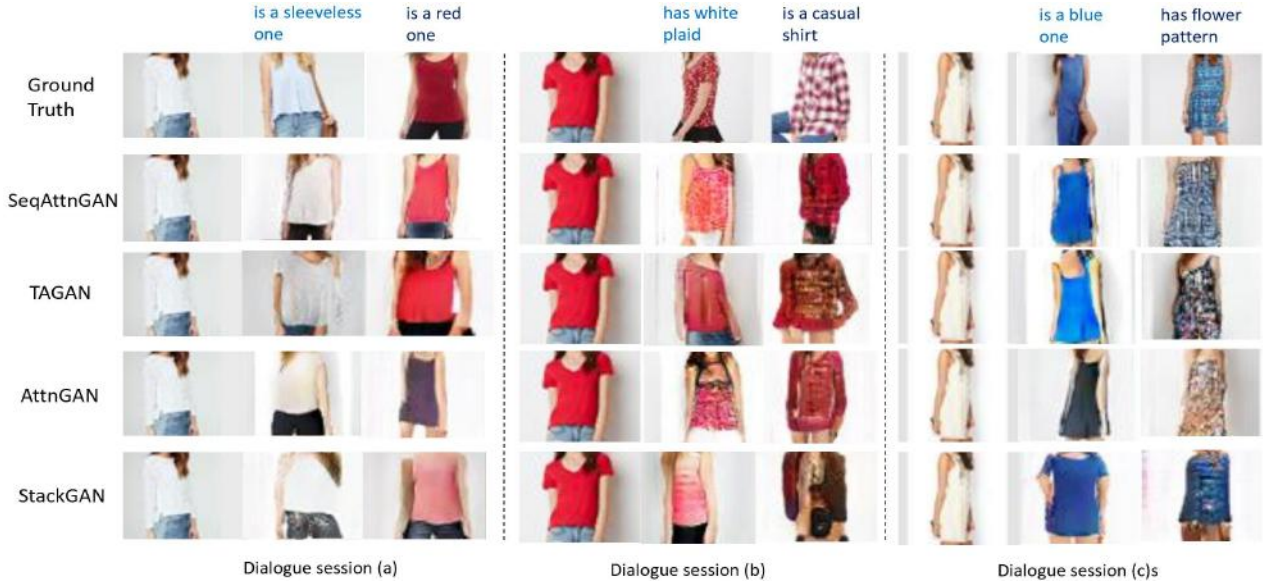 is a sleeveless
one
is a red
one
has white
plaid
is a casual
shirt
is a blue
one
has flower
pattern
Ground
Truth
SeqAttnGAN
TAGAN
AttnGAN
StackGAN
Dialogue session (a)
Dialogue session (b)
Dialogue session (c)s